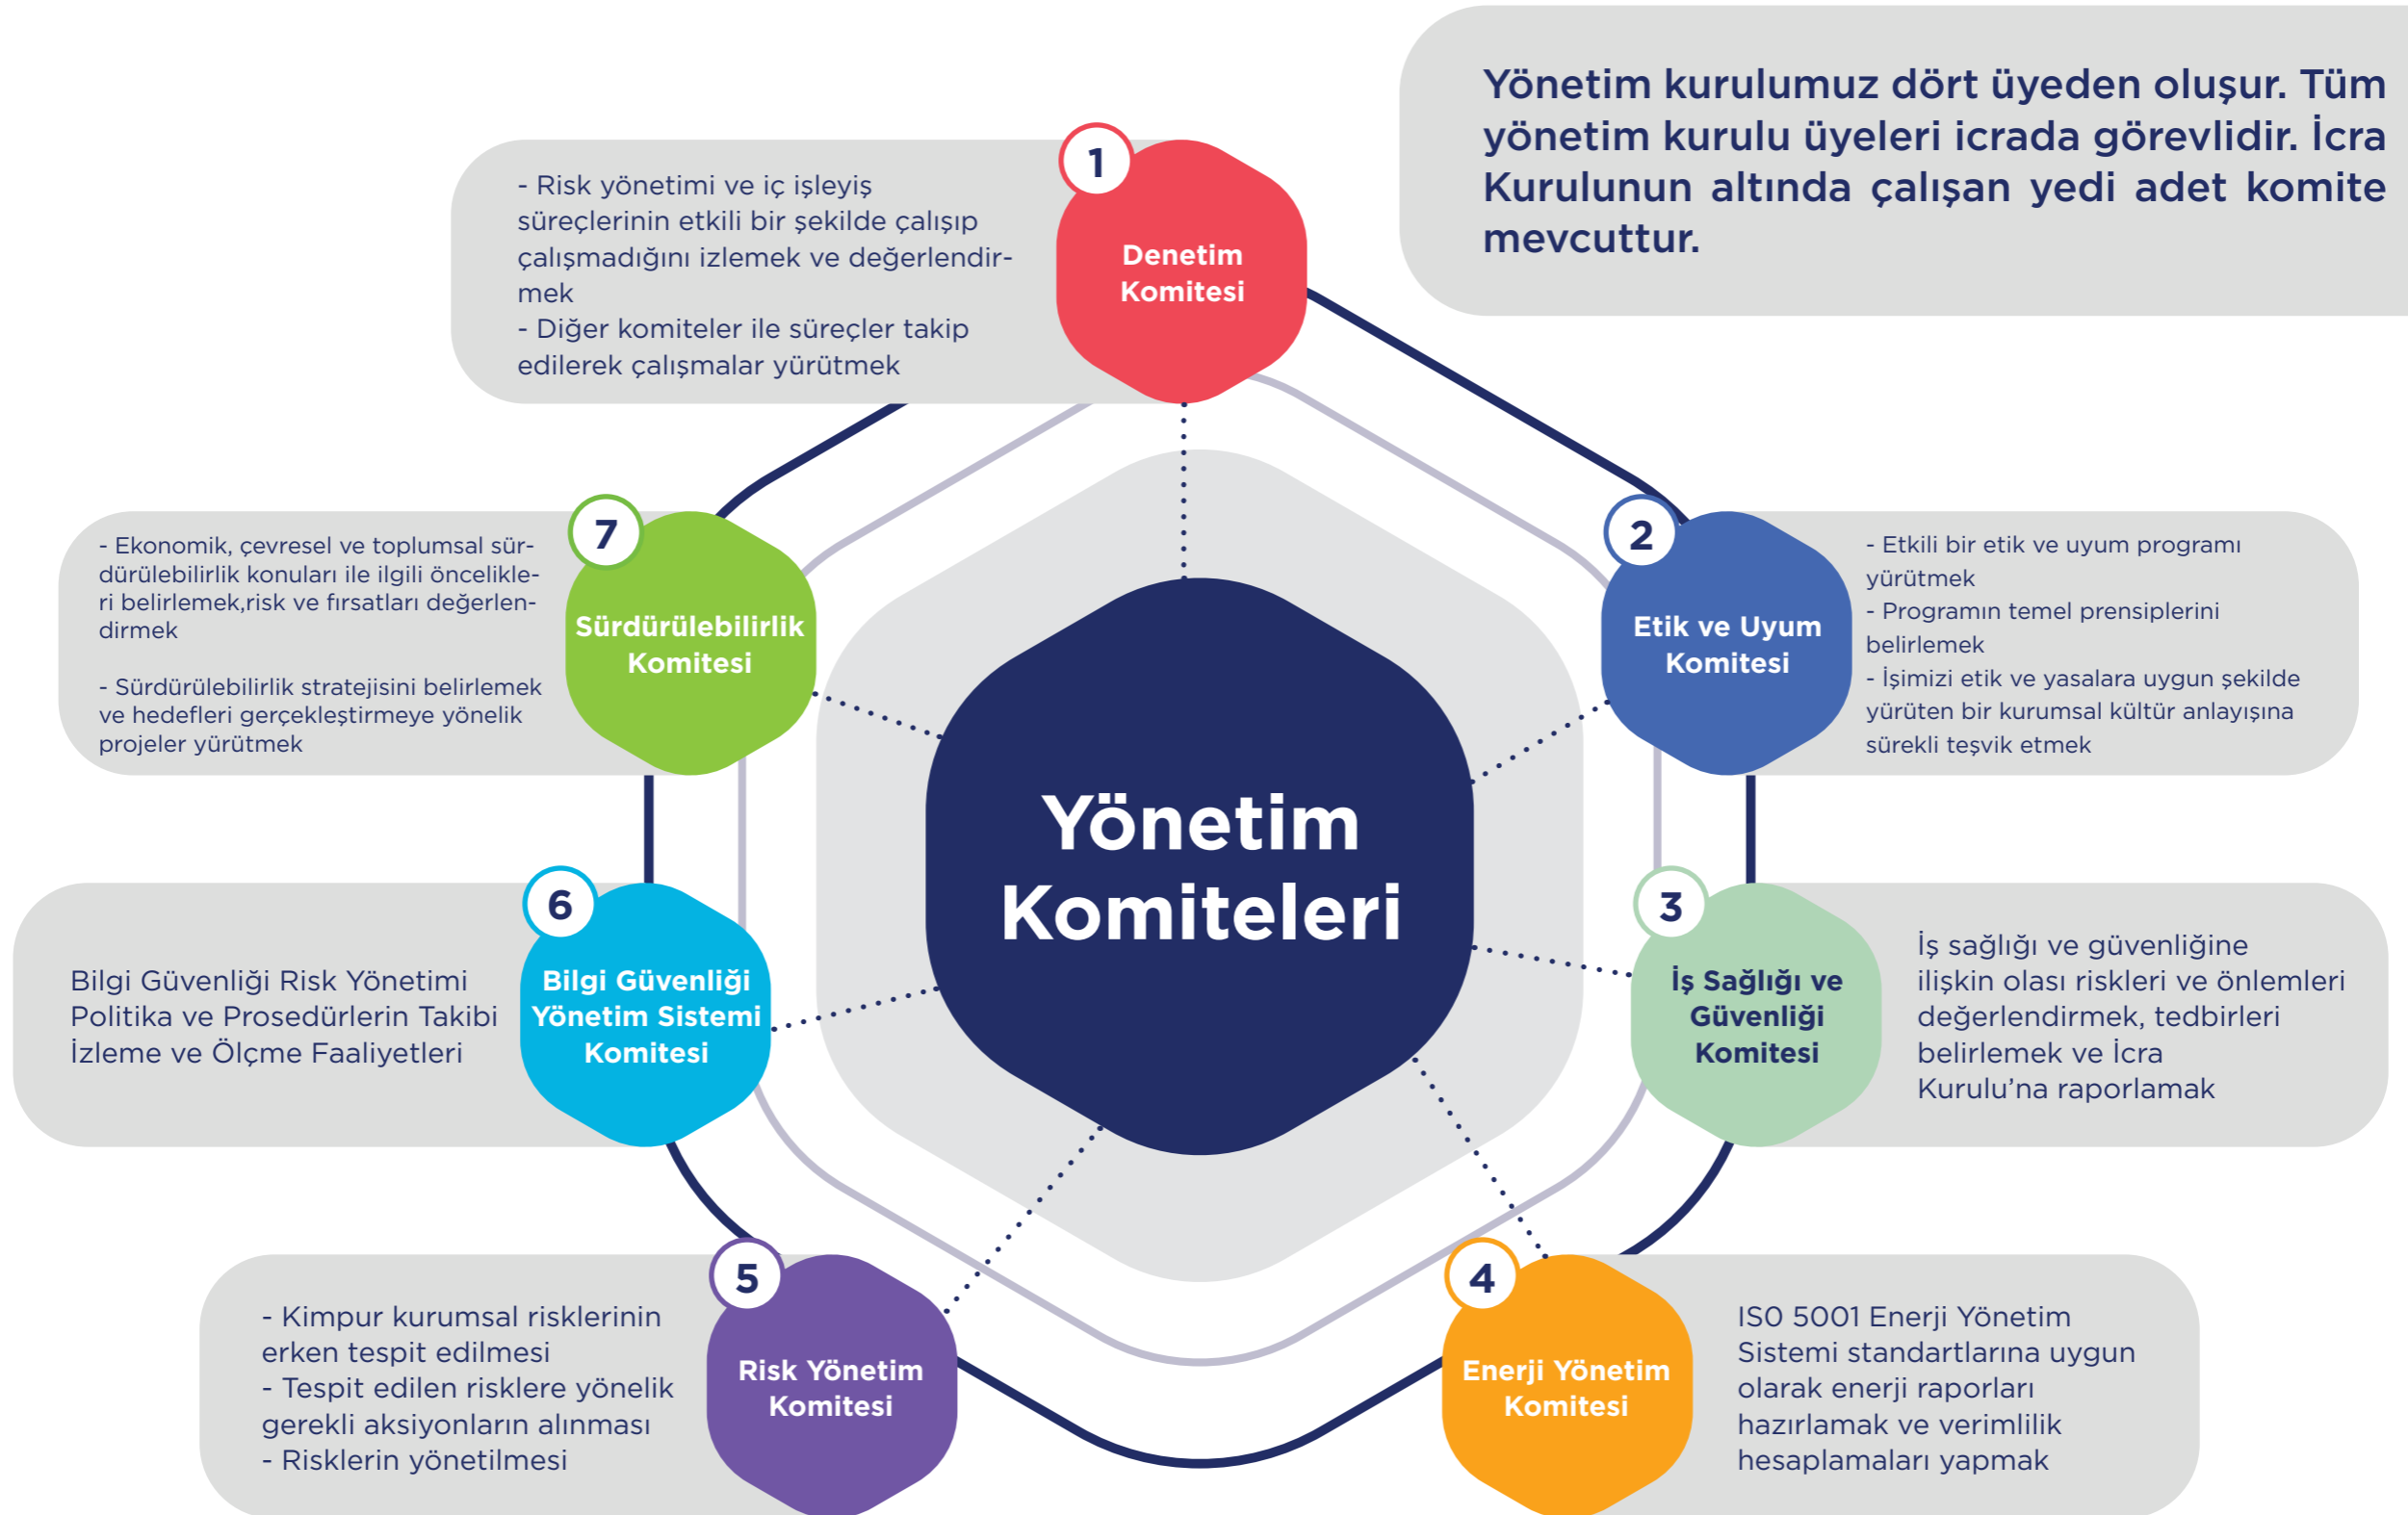 Yönetim kurulumuz dört üyeden oluşur. Tüm
yönetim kurulu üyeleri icrada görevlidir. İcra
Kurulunun altında çalışan yedi adet komite
mevcuttur.
1
Denetim
Komitesi
- Risk yönetimi ve iç işleyiş
süreçlerinin etkili bir şekilde çalışıp
çalışmadığını izlemek ve değerlendir-
mek
- Diğer komiteler ile süreçler takip
edilerek çalışmalar yürütmek
2
Etik ve Uyum
Komitesi
- Etkili bir etik ve uyum programı
yürütmek
- Programın temel prensiplerini
belirlemek
- İşimizi etik ve yasalara uygun şekilde
yürüten bir kurumsal kültür anlayışına
sürekli teşvik etmek
3
İş Sağlığı ve
Güvenliği
Komitesi
İş sağlığı ve güvenliğine
ilişkin olası riskleri ve önlemleri
değerlendirmek, tedbirleri
belirlemek ve İcra
Kurulu’na raporlamak
4
Enerji Yönetim
Komitesi
IS0 5001 Enerji Yönetim
Sistemi standartlarına uygun
olarak enerji raporları
hazırlamak ve verimlilik
hesaplamaları yapmak
5
Risk Yönetim
Komitesi
- Kimpur kurumsal risklerinin
erken tespit edilmesi
- Tespit edilen risklere yönelik
gerekli aksiyonların alınması
- Risklerin yönetilmesi
6
Bilgi Güvenliği
Yönetim Sistemi
Komitesi
Bilgi Güvenliği Risk Yönetimi
Politika ve Prosedürlerin Takibi
İzleme ve Ölçme Faaliyetleri
7
Sürdürülebilirlik
Komitesi
- Ekonomik, çevresel ve toplumsal sür-
dürülebilirlik konuları ile ilgili öncelikle-
ri belirlemek,risk ve fırsatları değerlen-
dirmek
- Sürdürülebilirlik stratejisini belirlemek
ve hedefleri gerçekleştirmeye yönelik
projeler yürütmek
Yönetim
Komiteleri